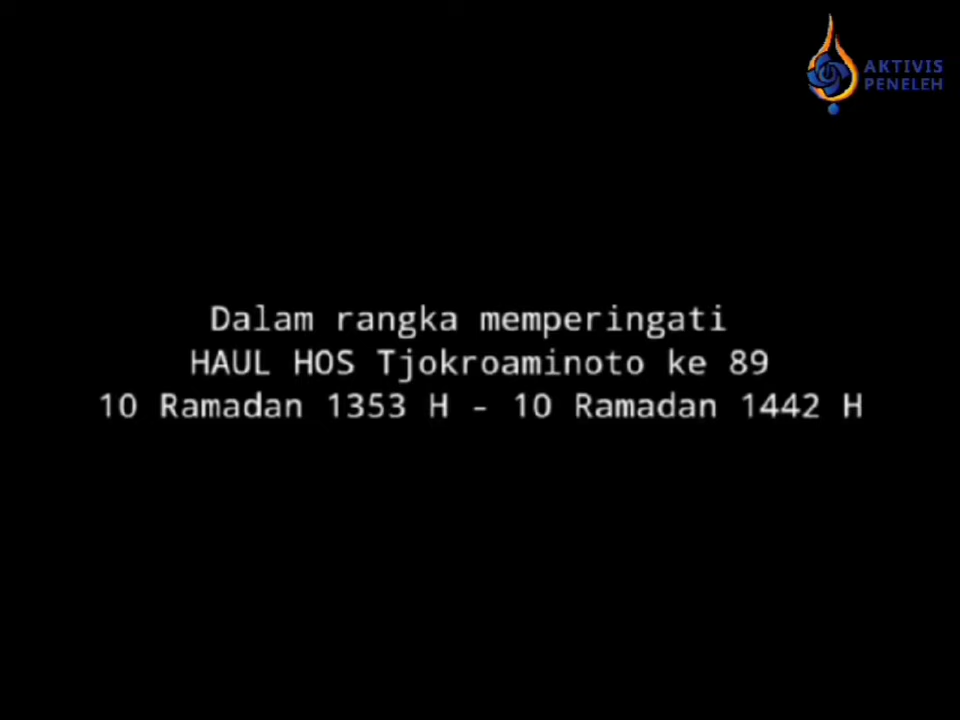 AKTIVIS
PENELEH
Dalam rangka memperingati
HAUL HOS Tjokroaminoto ke 89
10 Ramadan 1353 H - 10 Ramadan 1442 H